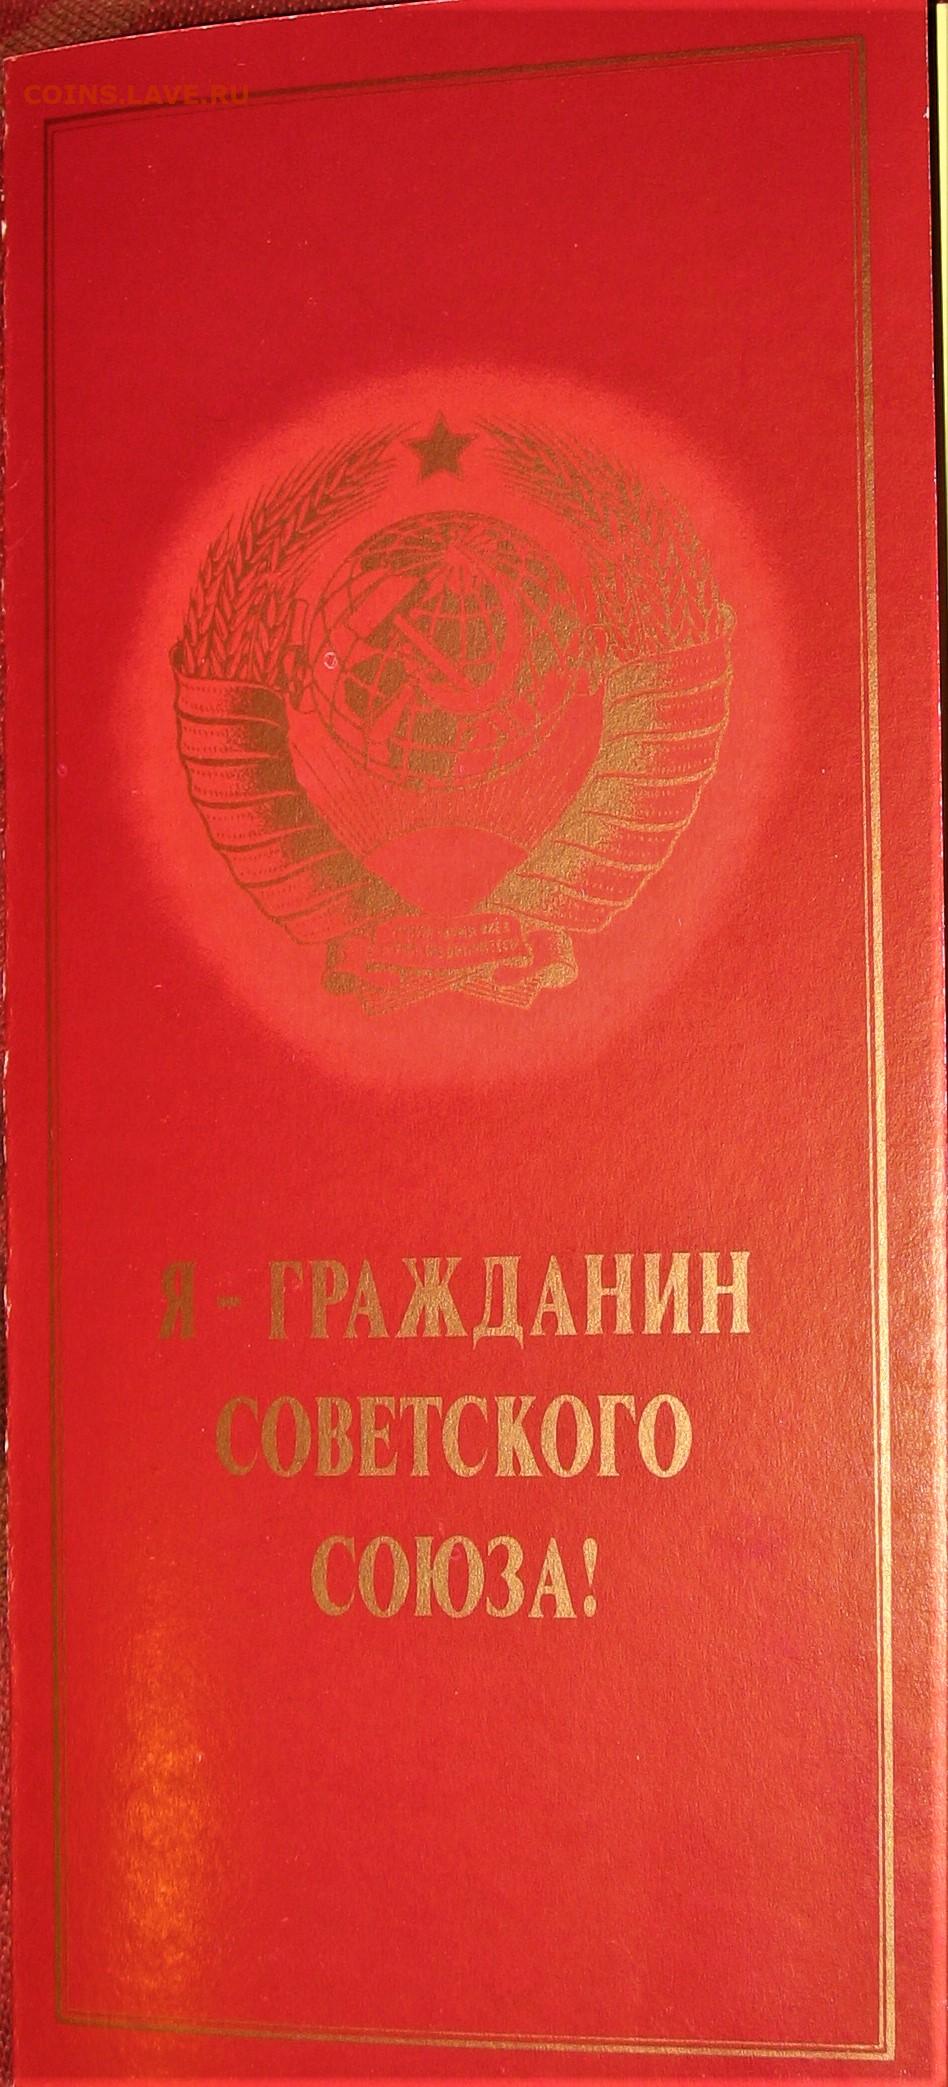 COINS.LAVE.RU
Я - ГРАЖДАНИН
СОВЕТСКОГО
СОЮЗА!